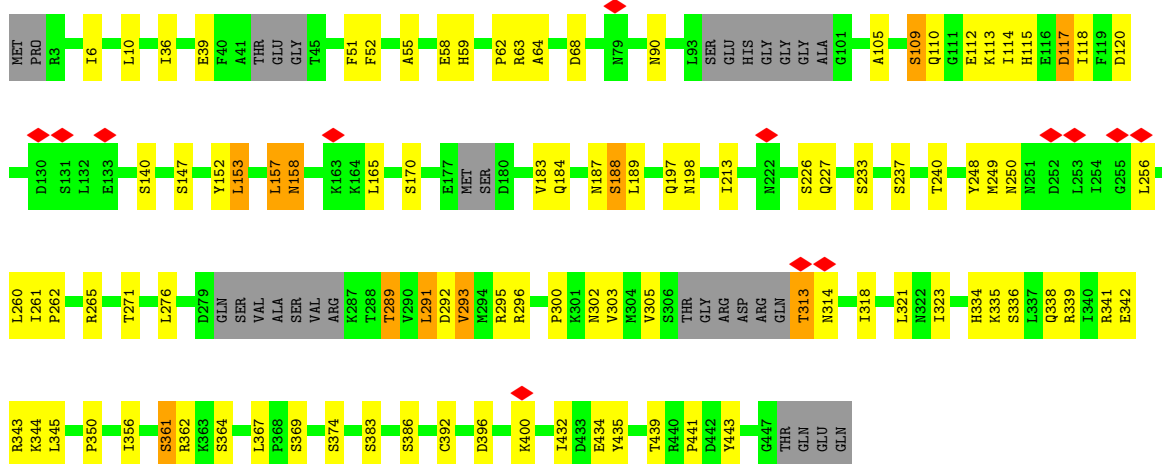 MET PRO R3 I6 L10 I36 E39 F40 A41 THR GLU GLY T45 F51 F52 A55 E58 H59 P62 R63 A64 D68 N79 N90 L93 SER GLU HIS GLY GLY GLY ALA G101 A105 S109 Q110 G111 E112 K113 I114 H115 E116 D117 I118 F119 D120
D130 S131 L132 E133 S140 S147 Y152 L153 L157 N158 K163 K164 L165 S170 E177 MET SER D180 V183 Q184 N187 S188 L189 Q197 N198 I213 N222 S226 Q227 S233 S237 T240 Y248 M249 N250 N251 D252 L253 I254 G255 L256
L260 I261 P262 R265 T271 L276 D279 GLN SER VAL ALA SER VAL ARG K287 T288 T289 V290 L291 D292 V293 M294 R295 R296 P300 K301 N302 V303 M304 V305 S306 THR GLY ARG ASP ARG GLN T313 N314 I318 L321 N322 I323 H334 K335 S336 L337 Q338 R339 I340 R341 E342
R343 K344 L345 P350 I356 S361 R362 K363 S364 L367 P368 S369 S374 S383 S386 C392 D396 K400 I432 D433 E434 Y435 T439 R440 P441 D442 Y443 G447 THR GLN GLU GLN